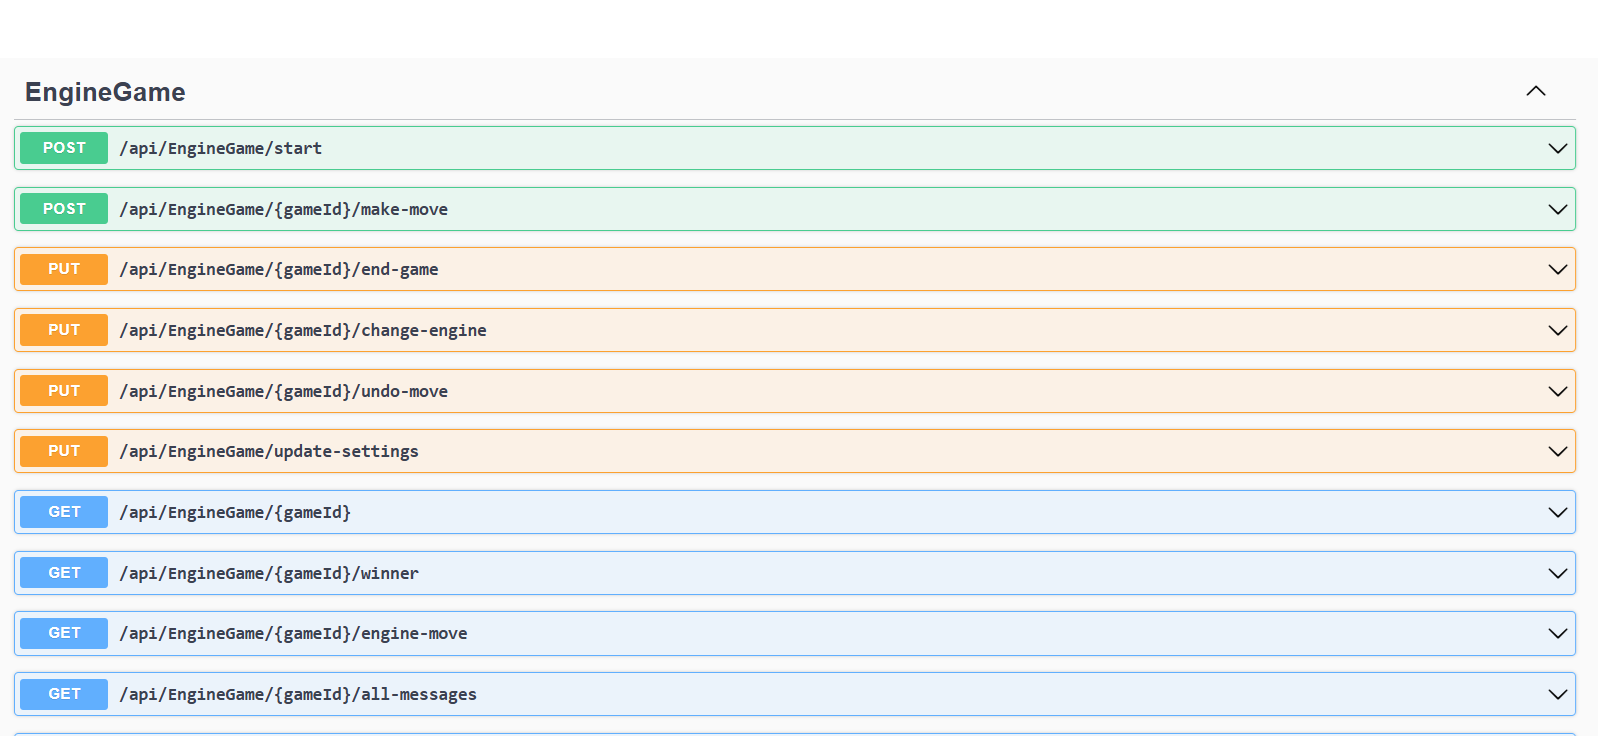 EngineGame
POST /api/EngineGame/start
POST /api/EngineGame/{gameId}/make-move
PUT /api/EngineGame/{gameId}/end-game
PUT /api/EngineGame/{gameId}/change-engine
PUT /api/EngineGame/{gameId}/undo-move
PUT /api/EngineGame/update-settings
GET /api/EngineGame/{gameId}
GET /api/EngineGame/{gameId}/winner
GET /api/EngineGame/{gameId}/engine-move
GET /api/EngineGame/{gameId}/all-messages